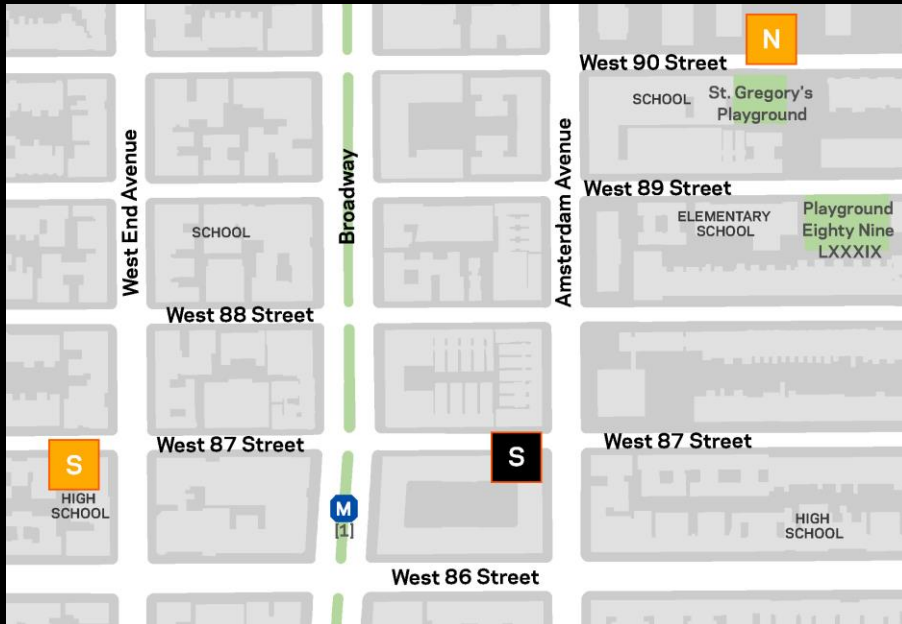 N
West 90 Street
SCHOOL
St. Gregory's
Playground
West End Avenue
Broadway
Amsterdam Avenue
West 89 Street
SCHOOL
ELEMENTARY
SCHOOL
Playground
Eighty Nine
LXXXIX
West 88 Street
West 87 Street
West 87 Street
S
S
HIGH
SCHOOL
M
[1]
HIGH
SCHOOL
West 86 Street